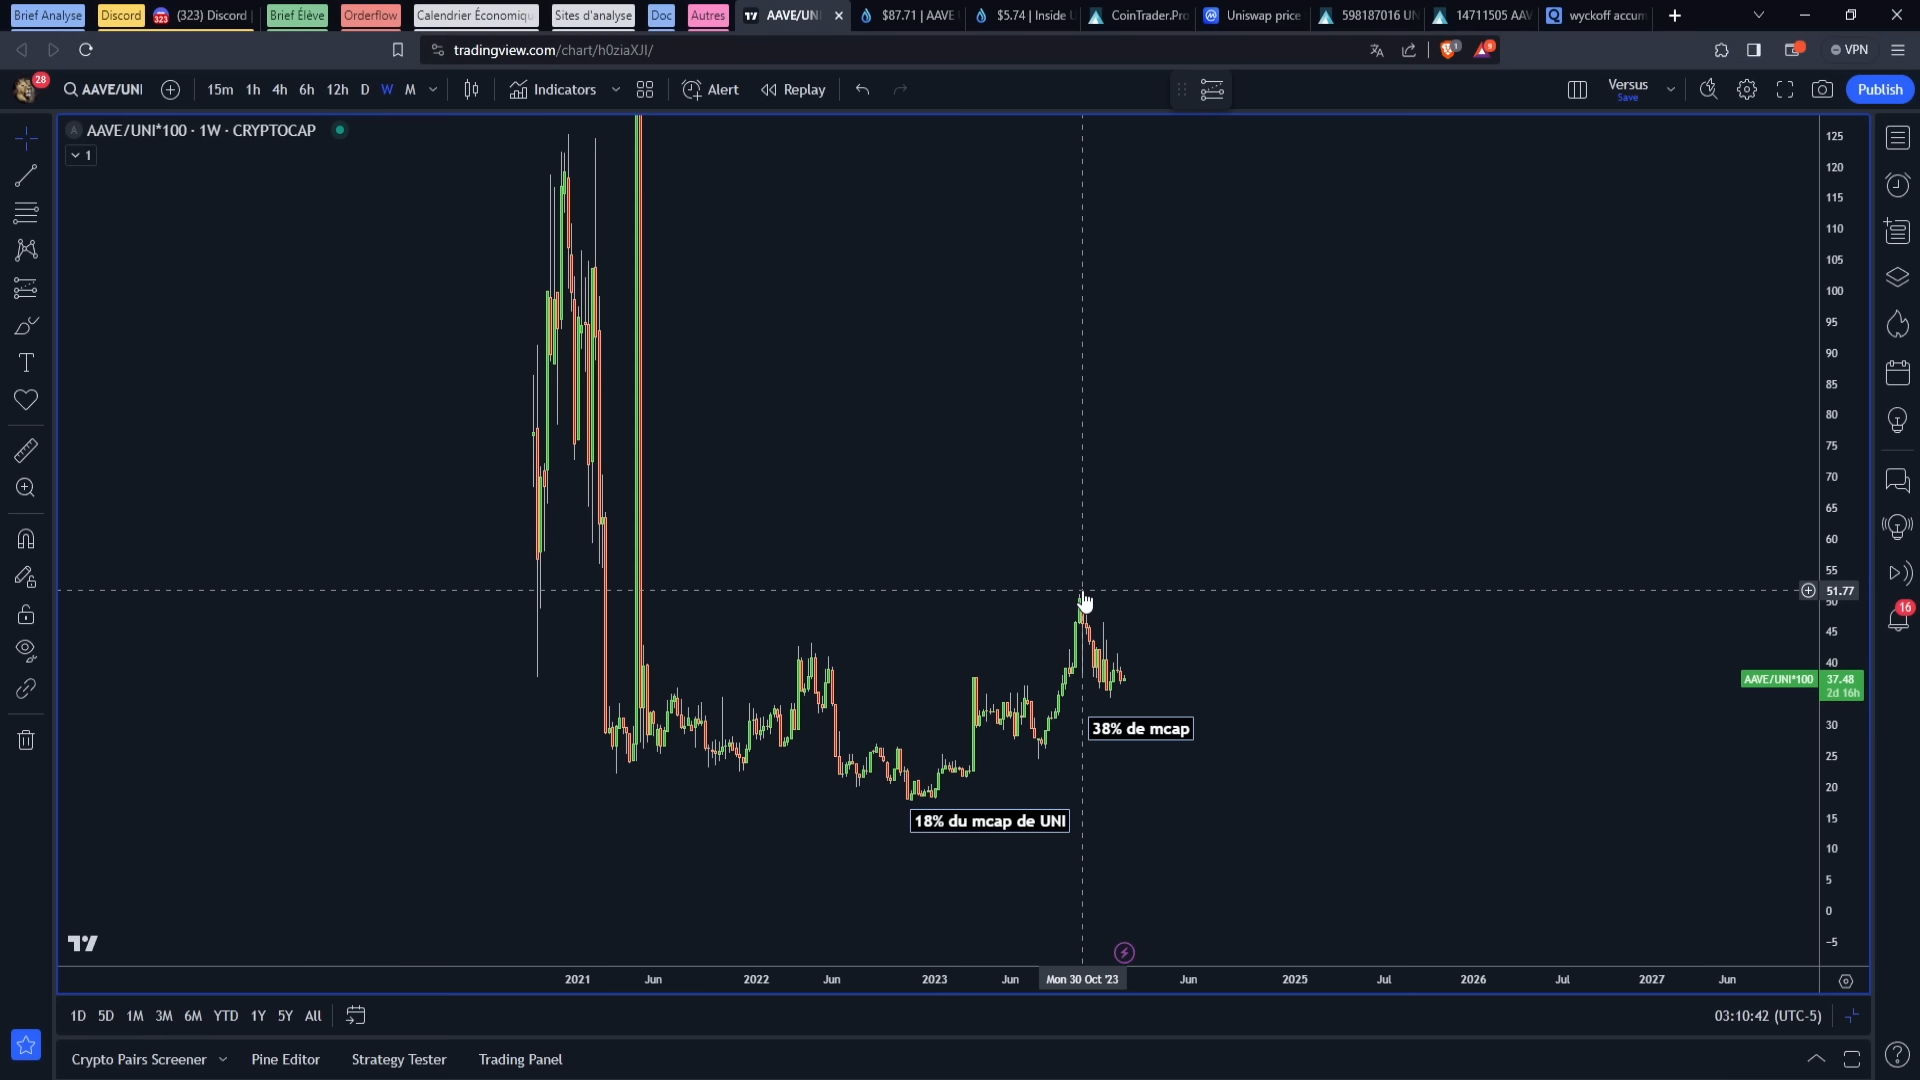 Brief Analyse
Discord
323
(323) Discord
Brief Élève
Orderflow
Calendrier Économiqu
Sites d'analyse
Doc
Autres
AAVE/UNI
$87.71 | AAVE
$5.74 | Inside U
CoinTrader.Pro
Uniswap price
598187016 UN
14711505 AAV
wyckoff accum
tradingview.com/chart/h0ziaXJI/
1
9
VPN
28
AAVE/UNI
15m 1h 4h 6h 12h D W M
Indicators
Alert
Replay
Versus
Save
Publish
A AAVE/UNI*100 · 1W · CRYPTOCAP
1
125
120
115
110
105
100
95
90
85
80
75
70
65
60
55
51.77
50
45
40
AAVE/UNI*100 37.48
2d 16h
30
25
20
15
10
5
0
−5
16
38% de mcap
18% du mcap de UNI
2021 Jun 2022 Jun 2023 Jun Mon 30 Oct '23 Jun 2025 Jul 2026 Jul 2027 Jun
1D 5D 1M 3M 6M YTD 1Y 5Y All
03:10:42 (UTC-5)
Crypto Pairs Screener Pine Editor Strategy Tester Trading Panel